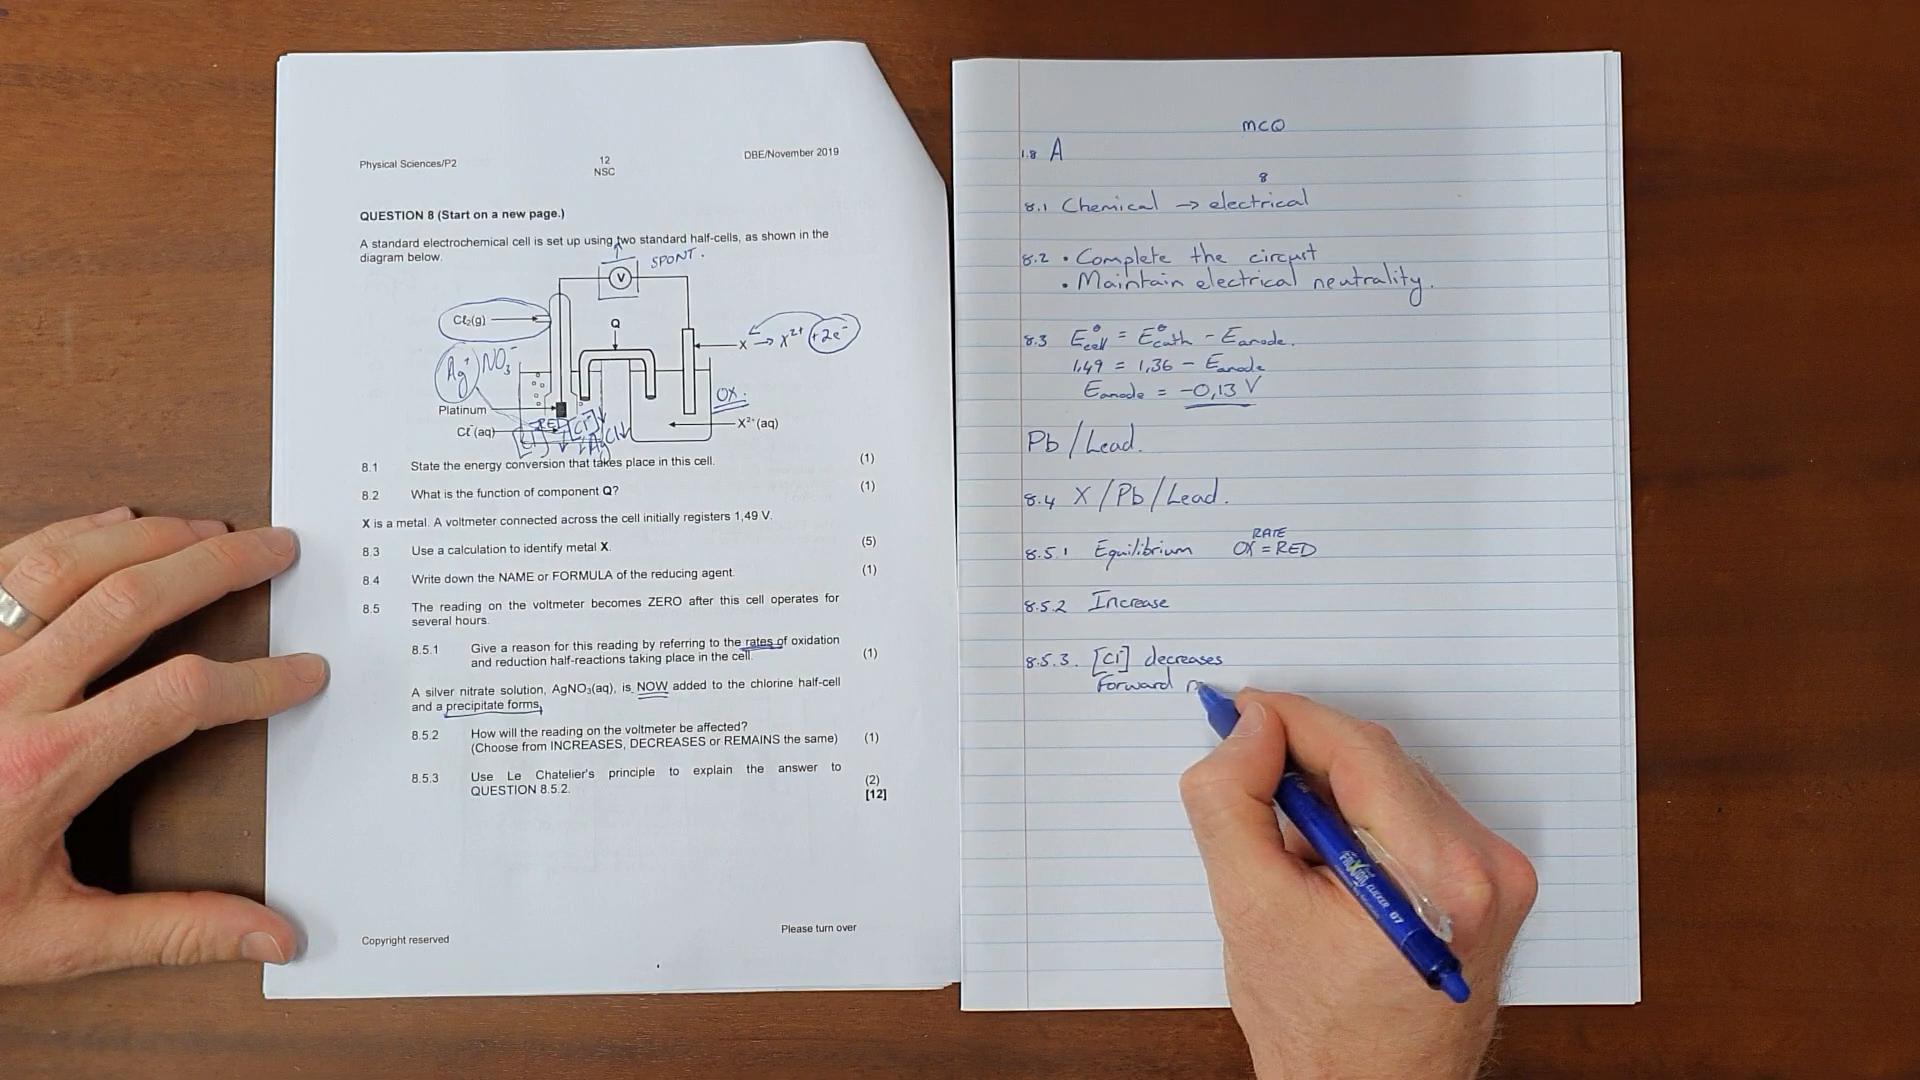 Physical Sciences/P2
12
NSC
DBE/November 2019
QUESTION 8 (Start on a new page.)
A standard electrochemical cell is set up using two standard half-cells, as shown in the
diagram below.
SPONT.
V
Cℓ₂(g)
Q
X → X²⁺ + 2e⁻
Ag⁺ NO₃⁻
OX.
Platinum
RED
[Cl⁻]↓
Cℓ⁻(aq)
AgCl↓
X²⁺(aq)
8.1 State the energy conversion that takes place in this cell. (1)
8.2 What is the function of component Q? (1)
X is a metal. A voltmeter connected across the cell initially registers 1,49 V.
8.3 Use a calculation to identify metal X. (5)
8.4 Write down the NAME or FORMULA of the reducing agent. (1)
8.5 The reading on the voltmeter becomes ZERO after this cell operates for
several hours.
8.5.1 Give a reason for this reading by referring to the rates of oxidation
and reduction half-reactions taking place in the cell. (1)
A silver nitrate solution, AgNO₃(aq), is NOW added to the chlorine half-cell
and a precipitate forms.
8.5.2 How will the reading on the voltmeter be affected?
(Choose from INCREASES, DECREASES or REMAINS the same) (1)
8.5.3 Use Le Chatelier's principle to explain the answer to
QUESTION 8.5.2. (2)
[12]
Copyright reserved
Please turn over
MCQ
1.8 A
8
8.1 Chemical → electrical
8.2 • Complete the circuit
• Maintain electrical neutrality.
8.3 E°cell = E°cath - Eanode.
1,49 = 1,36 - Eanode
Eanode = -0,13 V
Pb / Lead.
8.4 X / Pb / Lead.
RATE
8.5.1 Equilibrium OX = RED
8.5.2 Increase
8.5.3. [Cl⁻] decreases
Forward
FRIXION CLICKER 07